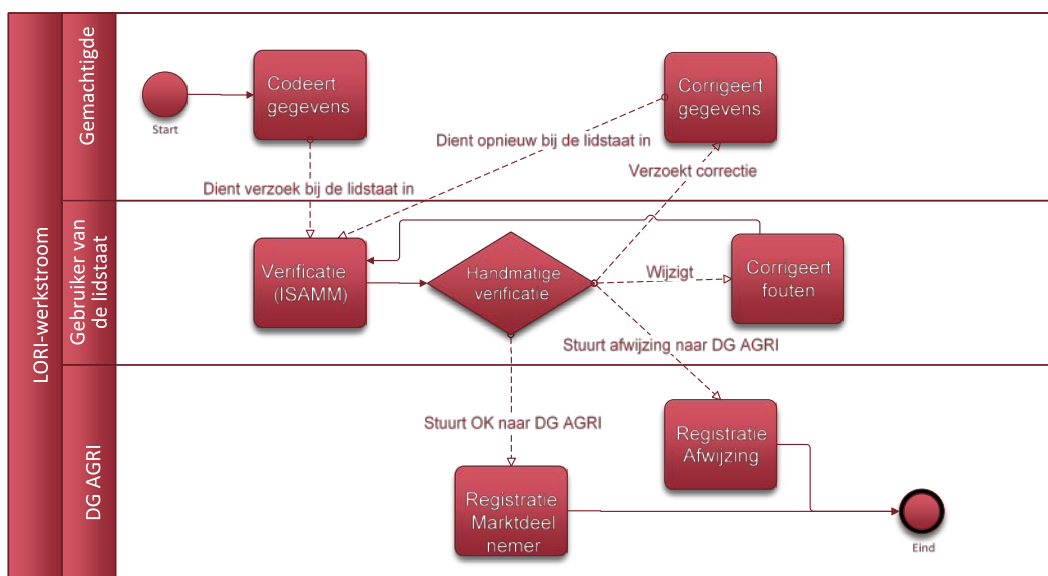 LORI-werkstroom
Gemachtigde
Start
Codeert
gegevens
Corrigeert
gegevens
Dient opnieuw bij de lidstaat in
Verzoekt correctie
Dient verzoek bij de lidstaat in
Gebruiker van
de lidstaat
Verificatie
(ISAMM)
Handmatige
verificatie
Wijzigt
Corrigeert
fouten
Stuurt afwijzing naar DG AGRI
DG AGRI
Stuurt OK naar DG AGRI
Registratie
Afwijzing
Registratie
Marktdeel
nemer
Eind